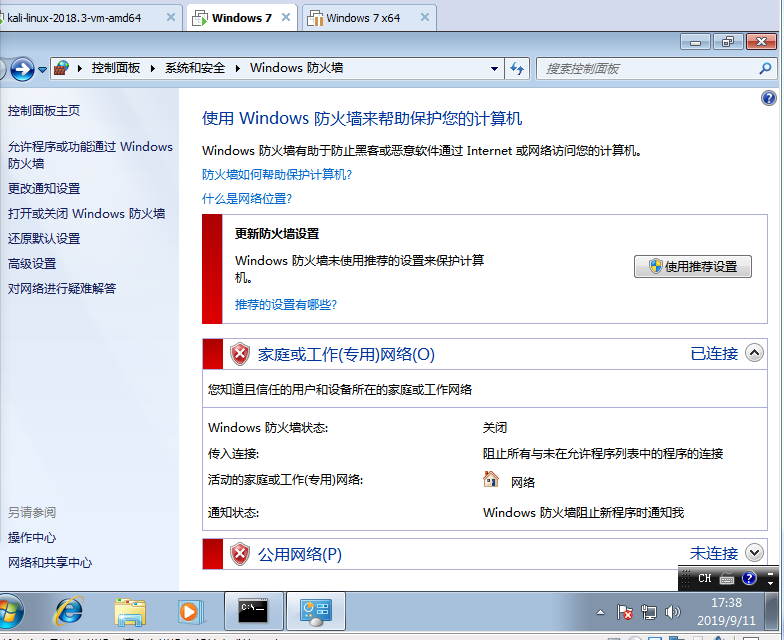 kali-linux-2018.3-vm-amd64
Windows 7
Windows 7 x64
控制面板
系统和安全
Windows 防火墙
搜索控制面板
控制面板主页
允许程序或功能通过 Windows
防火墙
更改通知设置
打开或关闭 Windows 防火墙
还原默认设置
高级设置
对网络进行疑难解答
另请参阅
操作中心
网络和共享中心
使用 Windows 防火墙来帮助保护您的计算机
Windows 防火墙有助于防止黑客或恶意软件通过 Internet 或网络访问您的计算机。
防火墙如何帮助保护计算机?
什么是网络位置?
更新防火墙设置
Windows 防火墙未使用推荐的设置来保护计算
机。
使用推荐设置
推荐的设置有哪些?
家庭或工作(专用)网络(O) 已连接
您知道且信任的用户和设备所在的家庭或工作网络
Windows 防火墙状态: 关闭
传入连接: 阻止所有与未在允许程序列表中的程序的连接
活动的家庭或工作(专用)网络: 网络
通知状态: Windows 防火墙阻止新程序时通知我
公用网络(P) 未连接
CH
17:38
2019/9/11